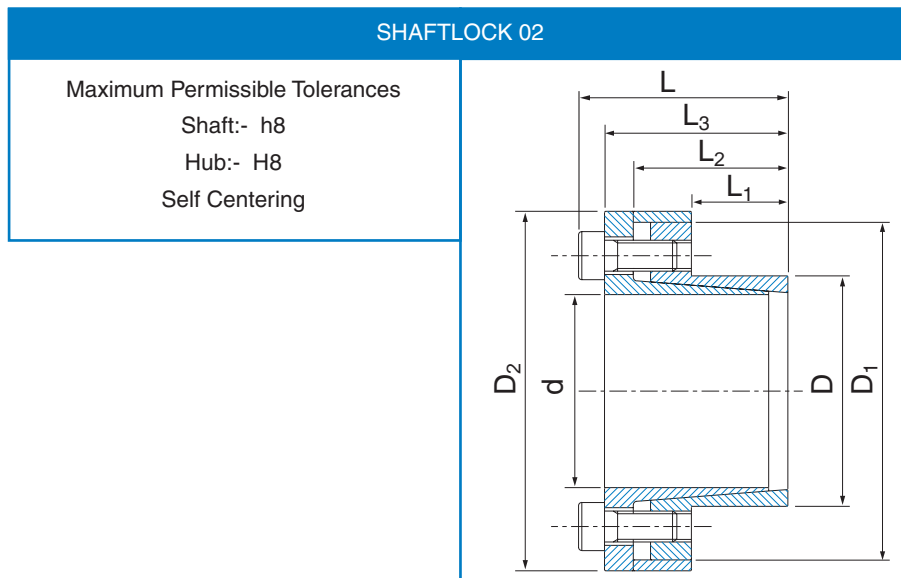 SHAFTLOCK 02
Maximum Permissible Tolerances
Shaft:- h8
Hub:- H8
Self Centering
L
L₃
L₂
L₁
D₂
d
D
D₁